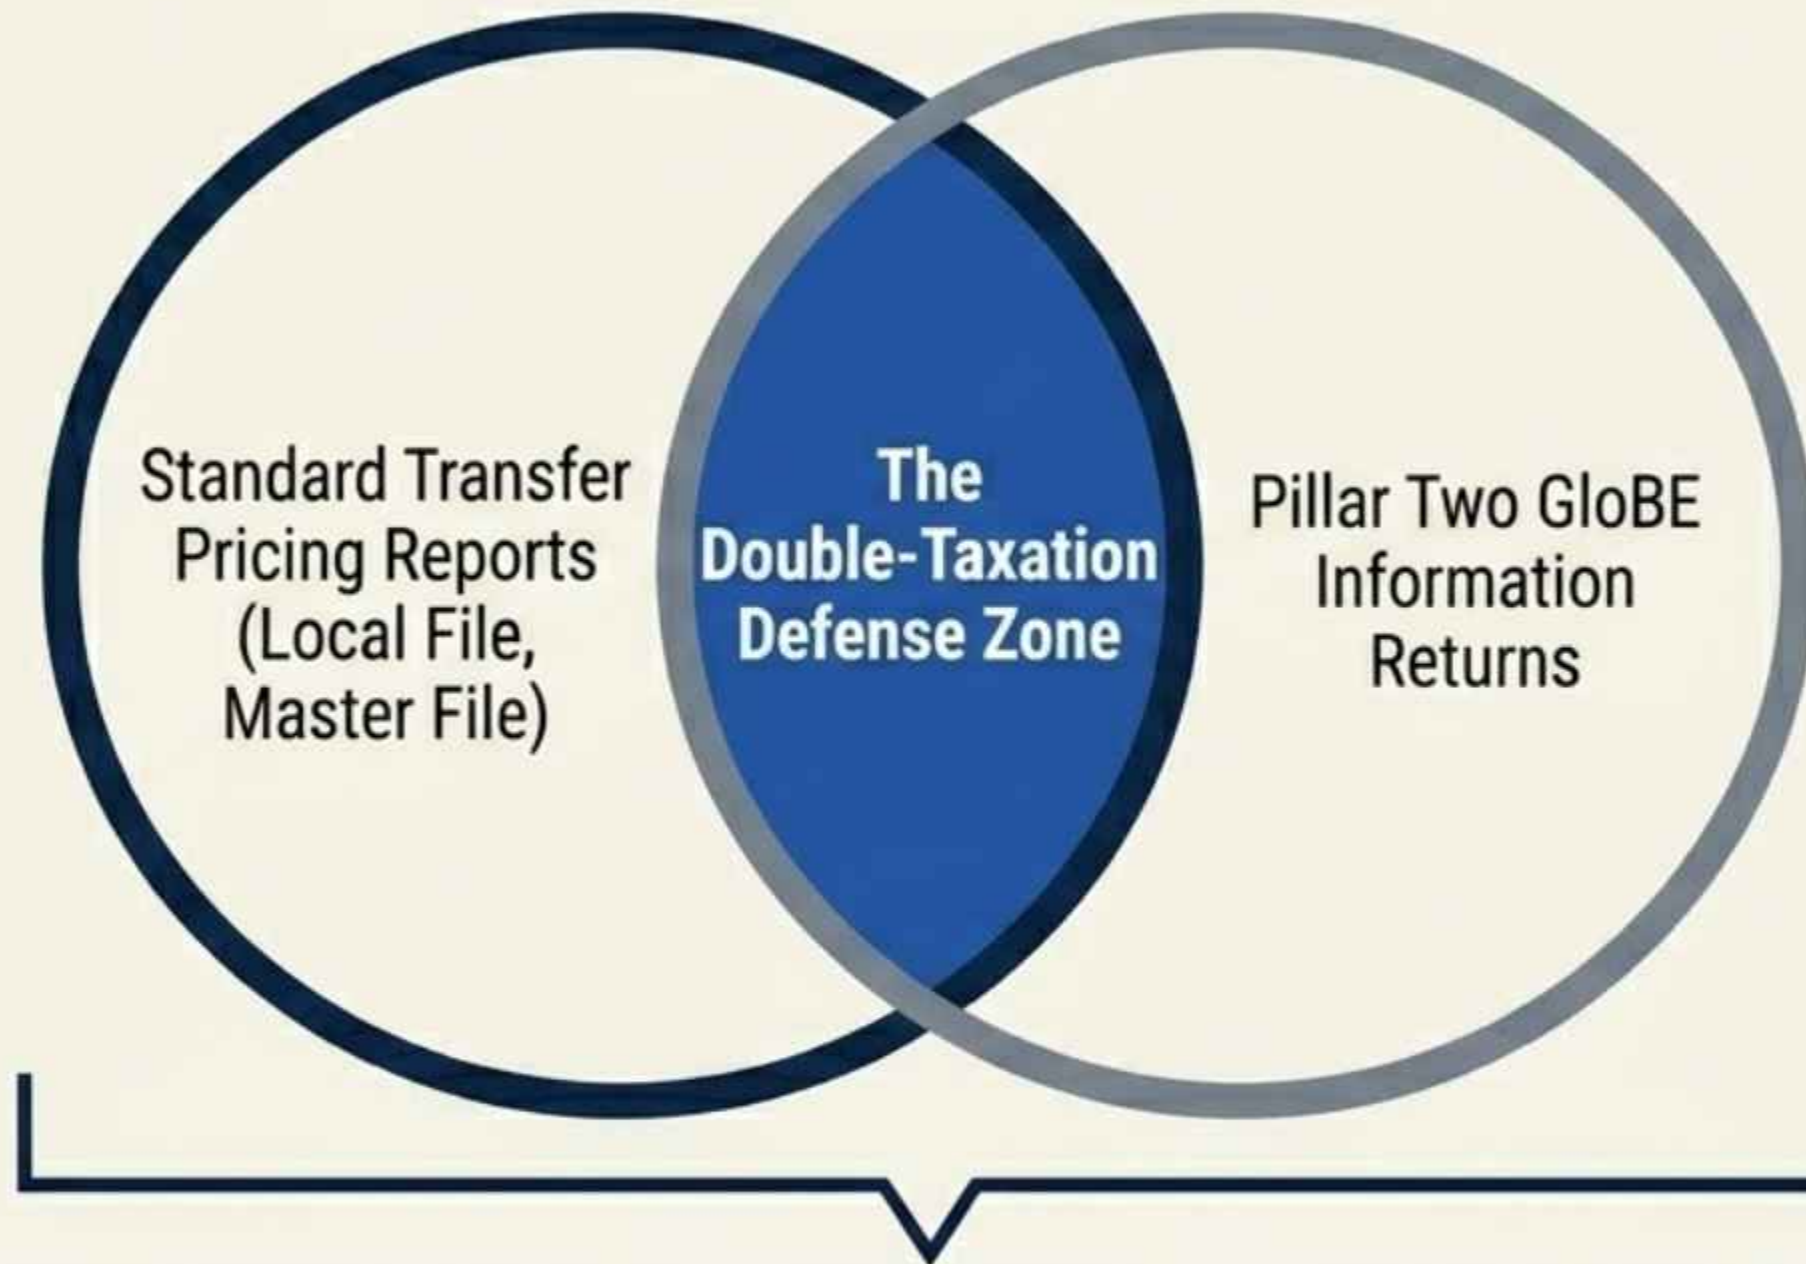 Standard Transfer
Pricing Reports
(Local File,
Master File)
The
Double-Taxation
Defense Zone
Pillar Two GloBE
Information
Returns